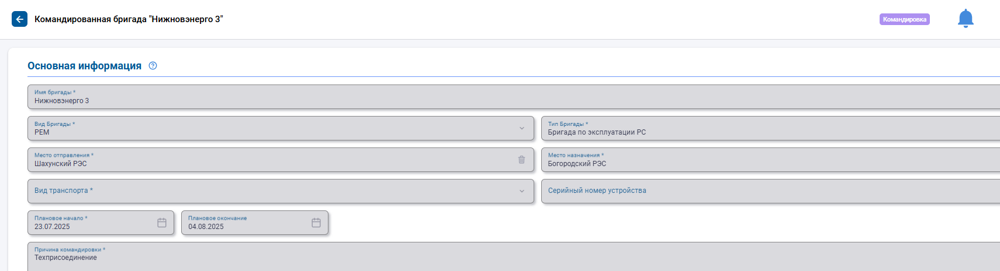 Командированная бригада "Нижновэнерго 3"
Командировка
Основная информация
Имя бригады *
Нижновэнерго 3
Вид Бригады *
РЕМ
Тип Бригады *
Бригада по эксплуатации РС
Место отправления *
Шахунский РЭС
Место назначения *
Богородский РЭС
Вид транспорта *
Серийный номер устройства
Плановое начало *
23.07.2025
Плановое окончание
04.08.2025
Причина командировки *
Техприсоединение